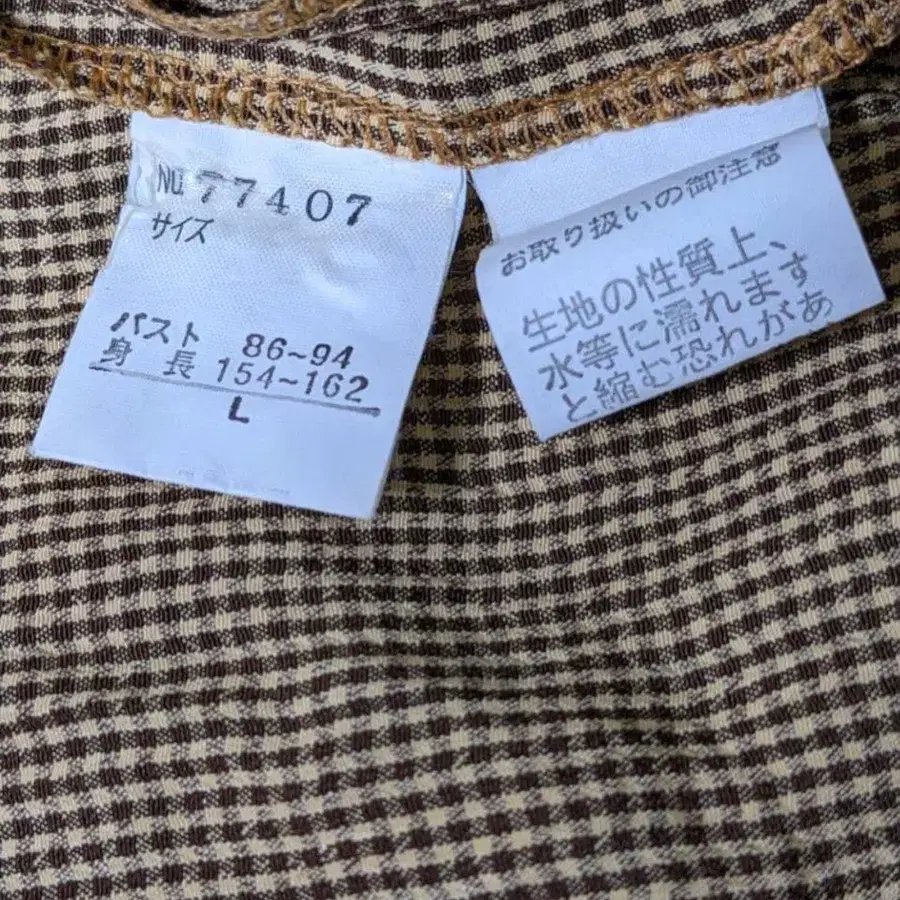 NO.77407
サイズ
バスト 86~94
身長 154~162
L
お取り扱いの御注意
生地の性質上、
水等に濡れます
と縮む恐れがあ